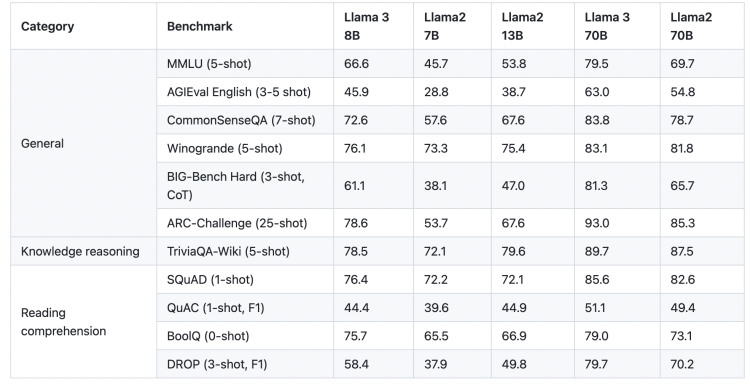 Category Benchmark Llama 3 8B Llama2 7B Llama2 13B Llama 3 70B Llama2 70B
General
MMLU (5-shot) 66.6 45.7 53.8 79.5 69.7
AGIEval English (3-5 shot) 45.9 28.8 38.7 63.0 54.8
CommonSenseQA (7-shot) 72.6 57.6 67.6 83.8 78.7
Winogrande (5-shot) 76.1 73.3 75.4 83.1 81.8
BIG-Bench Hard (3-shot, CoT) 61.1 38.1 47.0 81.3 65.7
ARC-Challenge (25-shot) 78.6 53.7 67.6 93.0 85.3
Knowledge reasoning TriviaQA-Wiki (5-shot) 78.5 72.1 79.6 89.7 87.5
Reading comprehension
SQuAD (1-shot) 76.4 72.2 72.1 85.6 82.6
QuAC (1-shot, F1) 44.4 39.6 44.9 51.1 49.4
BoolQ (0-shot) 75.7 65.5 66.9 79.0 73.1
DROP (3-shot, F1) 58.4 37.9 49.8 79.7 70.2